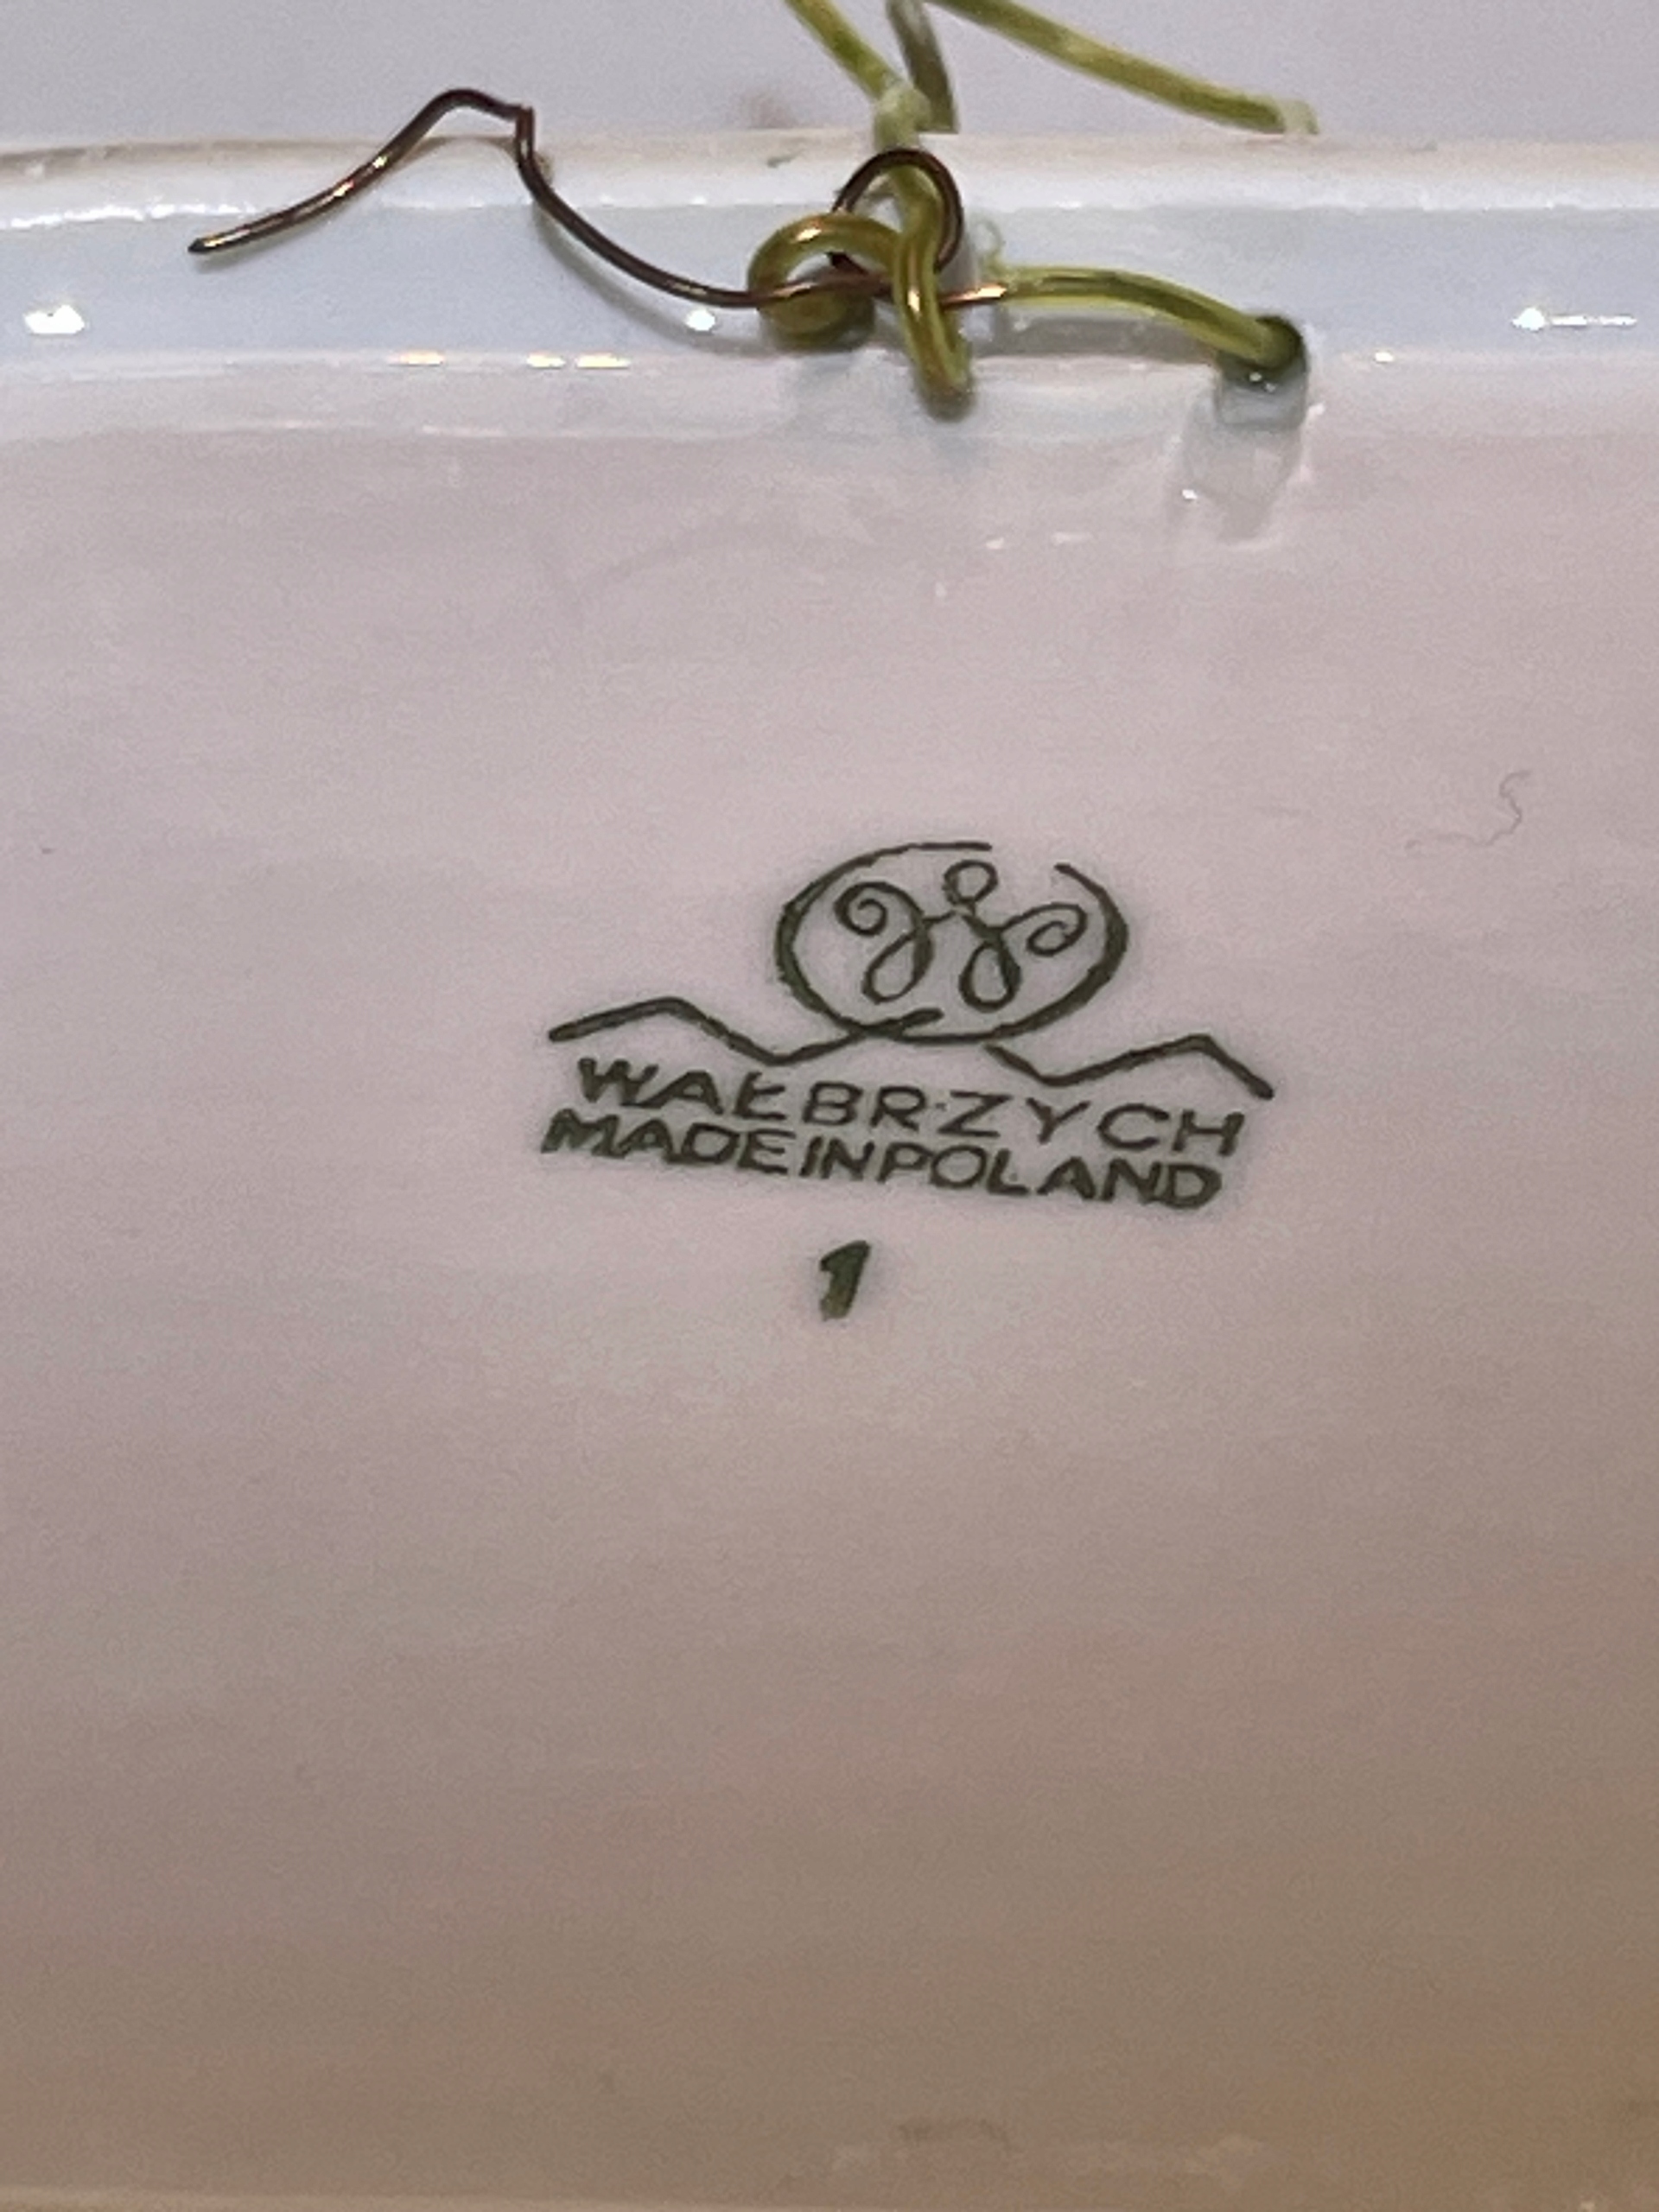 W
WAŁBRZYCH
MADE IN POLAND
1